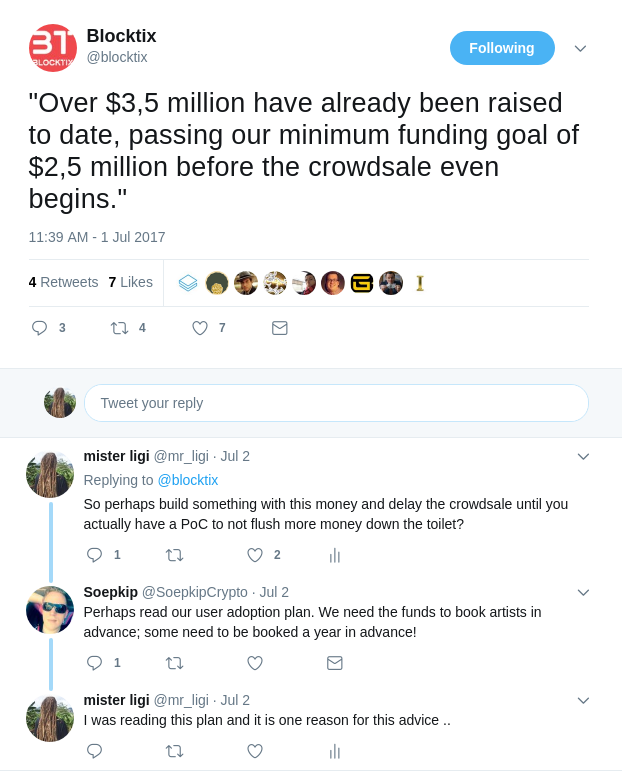 BT
BLOCKTIX
Blocktix
@blocktix
Following
"Over $3,5 million have already been raised
to date, passing our minimum funding goal of
$2,5 million before the crowdsale even
begins."
11:39 AM - 1 Jul 2017
4 Retweets 7 Likes
3 4 7
Tweet your reply
mister ligi @mr_ligi · Jul 2
Replying to @blocktix
So perhaps build something with this money and delay the crowdsale until you
actually have a PoC to not flush more money down the toilet?
1 2
Soepkip @SoepkipCrypto · Jul 2
Perhaps read our user adoption plan. We need the funds to book artists in
advance; some need to be booked a year in advance!
1
mister ligi @mr_ligi · Jul 2
I was reading this plan and it is one reason for this advice ..